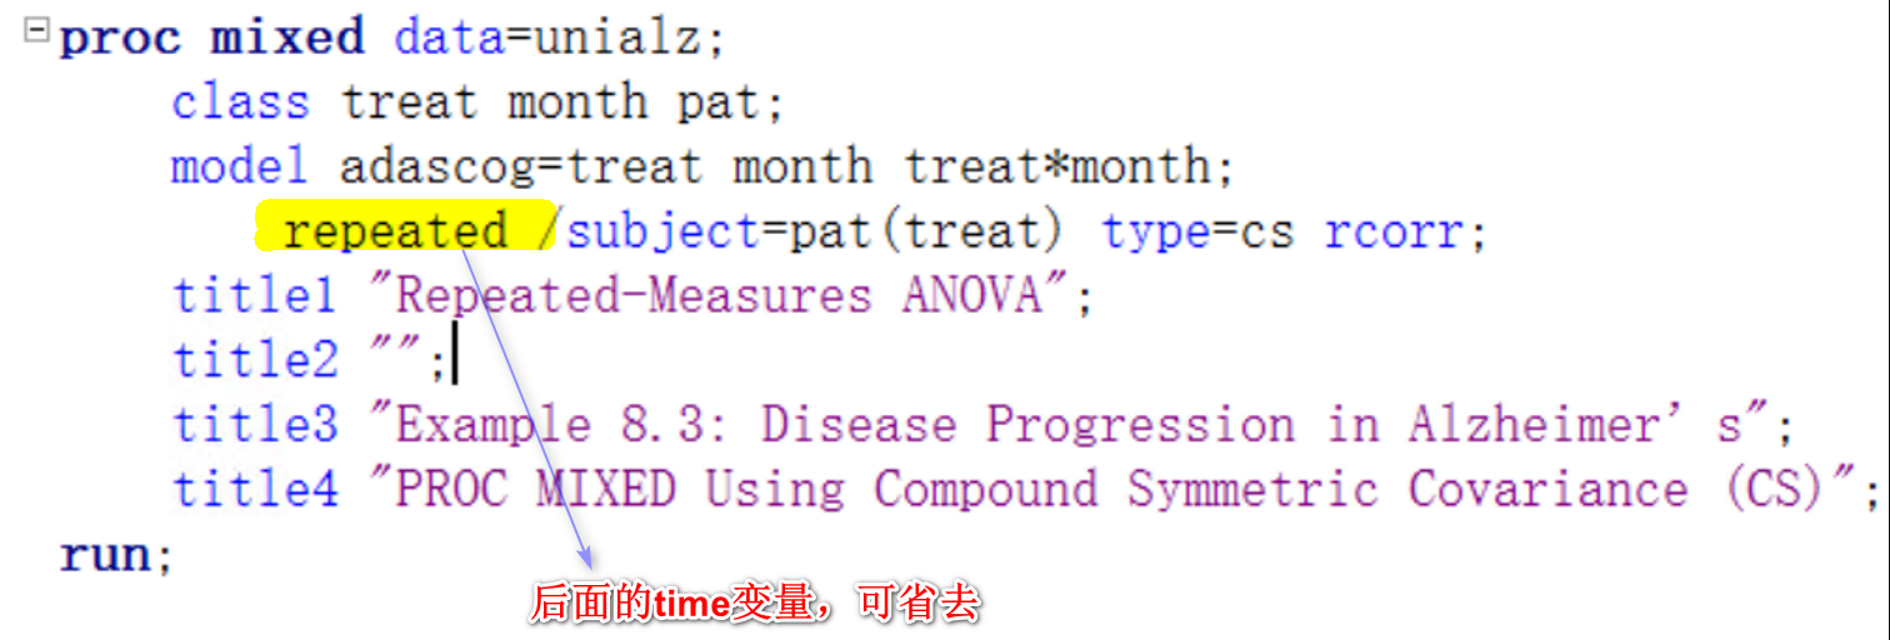 proc mixed data=unialz;
class treat month pat;
model adascog=treat month treat*month;
repeated /subject=pat(treat) type=cs rcorr;
title1 "Repeated-Measures ANOVA";
title2 "";
title3 "Example 8.3: Disease Progression in Alzheimer’s";
title4 "PROC MIXED Using Compound Symmetric Covariance (CS)";
run;
后面的time变量，可省去